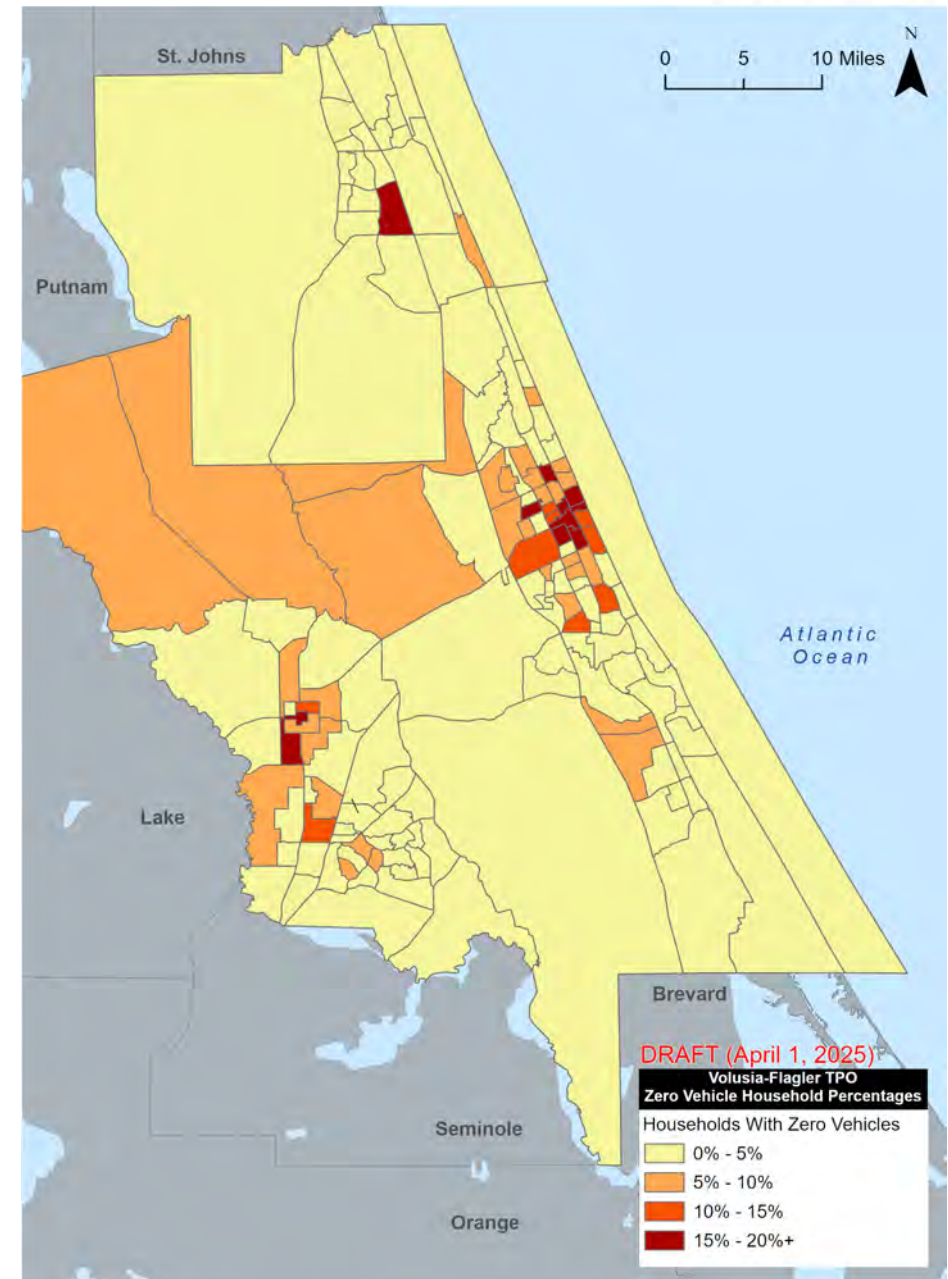 St. Johns
N
0 5 10 Miles
Putnam
Atlantic
Ocean
Lake
Brevard
DRAFT (April 1, 2025)
Volusia-Flagler TPO
Zero Vehicle Household Percentages
Households With Zero Vehicles
0% - 5%
5% - 10%
10% - 15%
15% - 20%+
Seminole
Orange